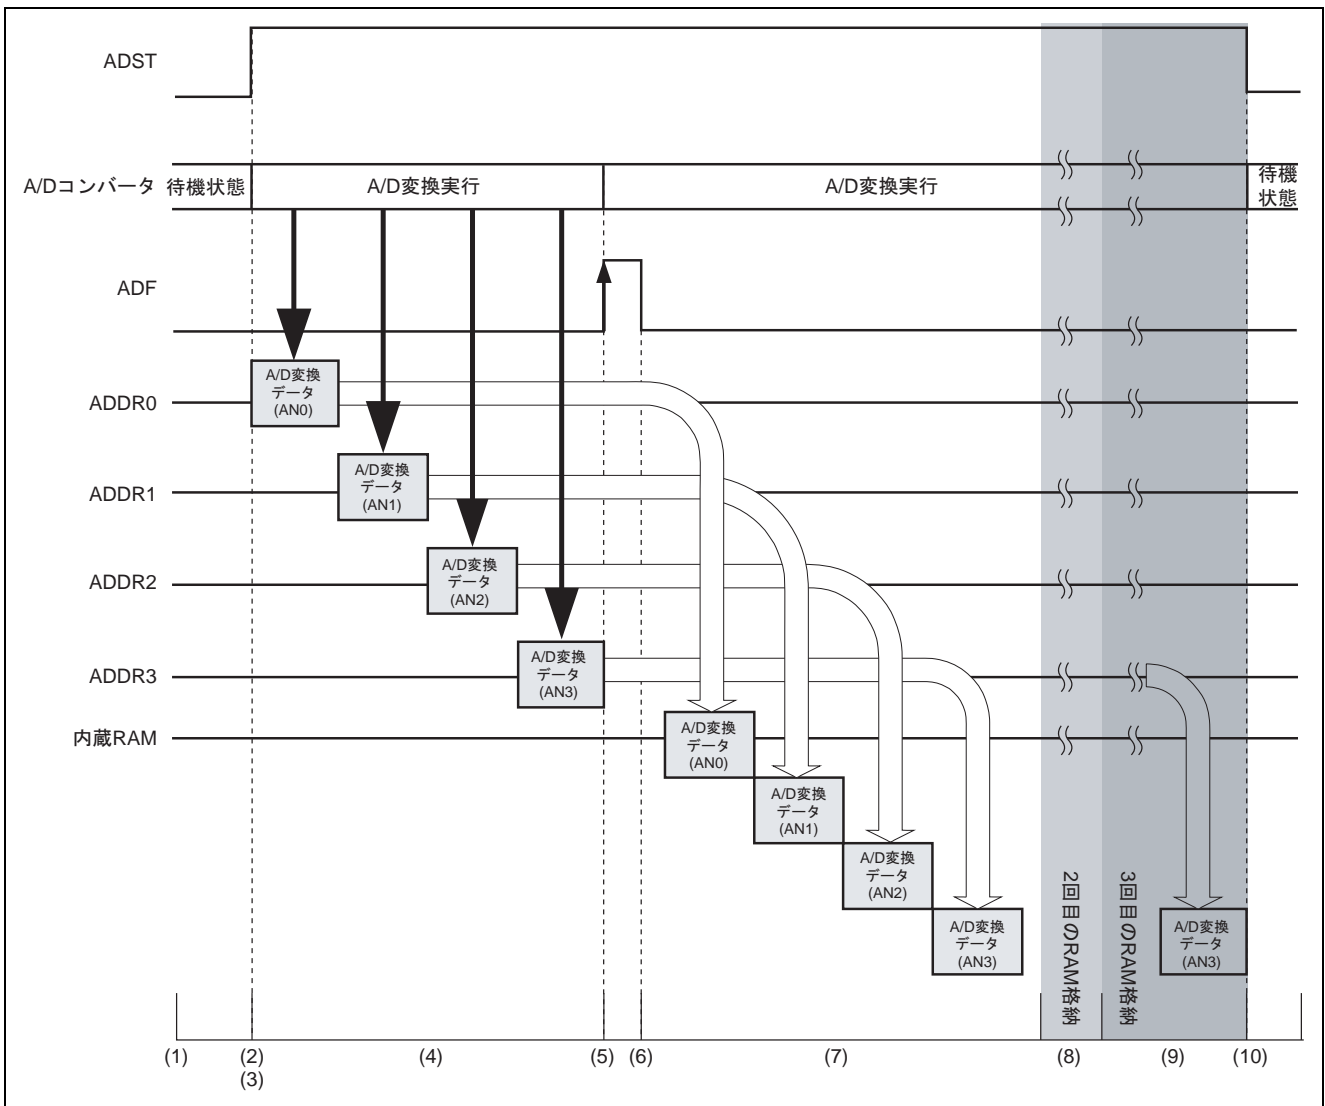 ADST
A/Dコンバータ
待機状態
A/D変換実行
A/D変換実行
待機
状態
ADF
ADDR0
A/D変換
データ
(AN0)
ADDR1
A/D変換
データ
(AN1)
ADDR2
A/D変換
データ
(AN2)
ADDR3
A/D変換
データ
(AN3)
内蔵RAM
A/D変換
データ
(AN0)
A/D変換
データ
(AN1)
A/D変換
データ
(AN2)
A/D変換
データ
(AN3)
2回目のRAM格納
3回目のRAM格納
A/D変換
データ
(AN3)
(1)
(2)
(3)
(4)
(5)
(6)
(7)
(8)
(9)
(10)